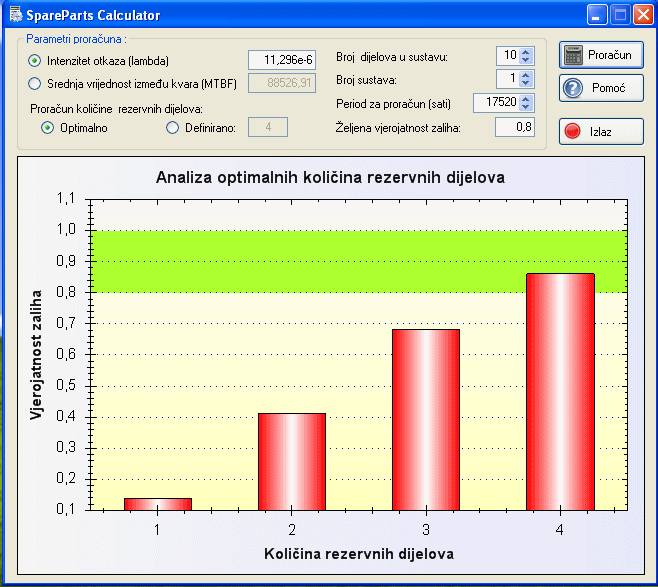 SpareParts Calculator
Parametri proračuna :
Intenzitet otkaza (lambda) 11,296e-6
Srednja vrijednost između kvara (MTBF) 88526,91
Proračun količine rezervnih dijelova:
Optimalno Definirano: 4
Broj dijelova u sustavu: 10
Broj sustava: 1
Period za proračun (sati) 17520
Željena vjerojatnost zaliha: 0,8
Proračun
Pomoć
Izlaz
Analiza optimalnih količina rezervnih dijelova
Vjerojatnost zaliha
1,1
1,0
0,9
0,8
0,7
0,6
0,5
0,4
0,3
0,2
0,1
1 2 3 4
Količina rezervnih dijelova